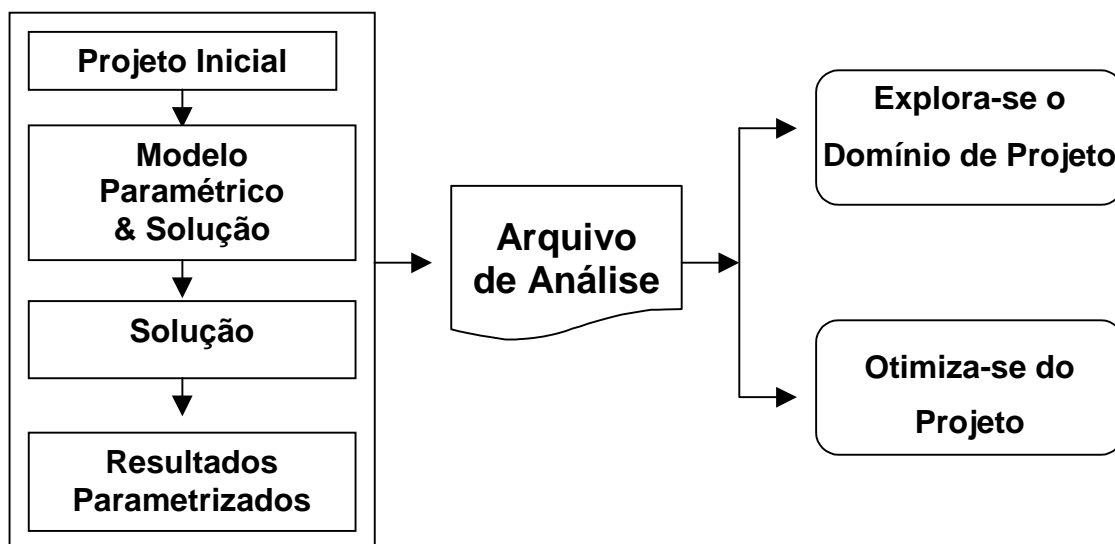 Projeto Inicial
Modelo
Paramétrico
& Solução
Solução
Resultados
Parametrizados
Arquivo
de Análise
Explora-se o
Domínio de Projeto
Otimiza-se do
Projeto